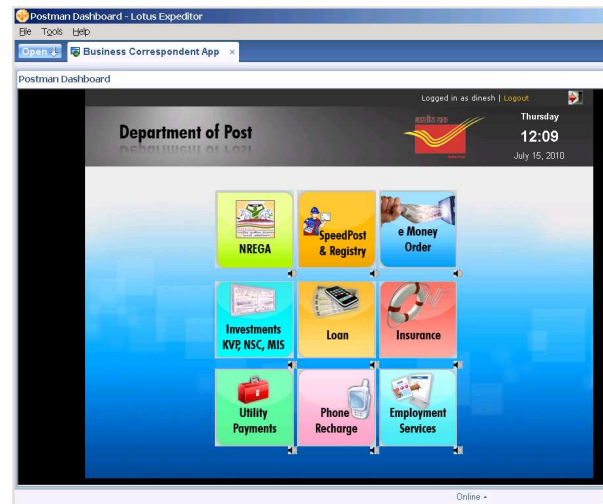 Postman Dashboard - Lotus Expeditor
File Tools Help
Open Business Correspondent App ×
Postman Dashboard
Logged in as dinesh | Logout
Department of Post
Thursday
12:09
July 15, 2010
NREGA
SpeedPost
& Registry
e Money
Order
Investments
KVP, NSC, MIS
Loan
Insurance
Utility
Payments
Phone
Recharge
Employment
Services
Online